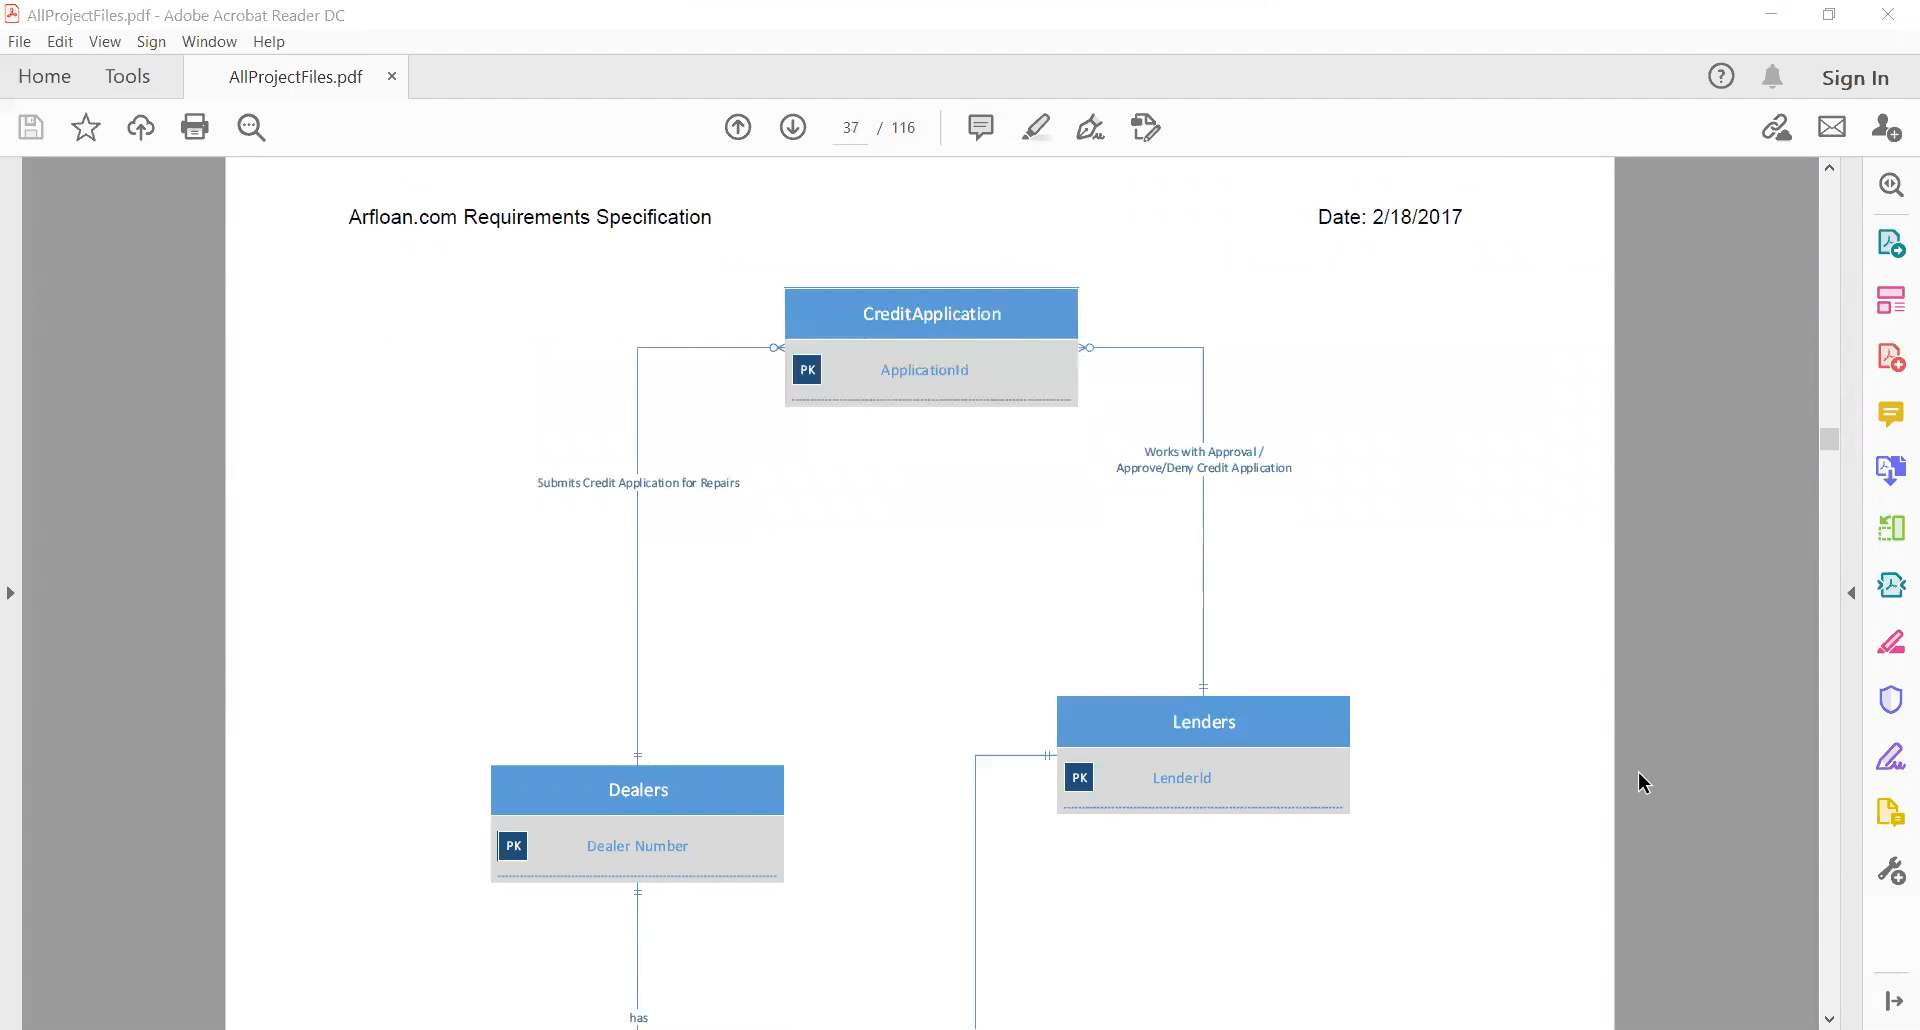 AllProjectFiles.pdf - Adobe Acrobat Reader DC
File Edit View Sign Window Help
Home Tools AllProjectFiles.pdf × Sign In
37 / 116
Arfloan.com Requirements Specification Date: 2/18/2017
CreditApplication
PK ApplicationId
Works with Approval /
Approve/Deny Credit Application
Submits Credit Application for Repairs
Lenders
PK LenderId
Dealers
PK Dealer Number
has